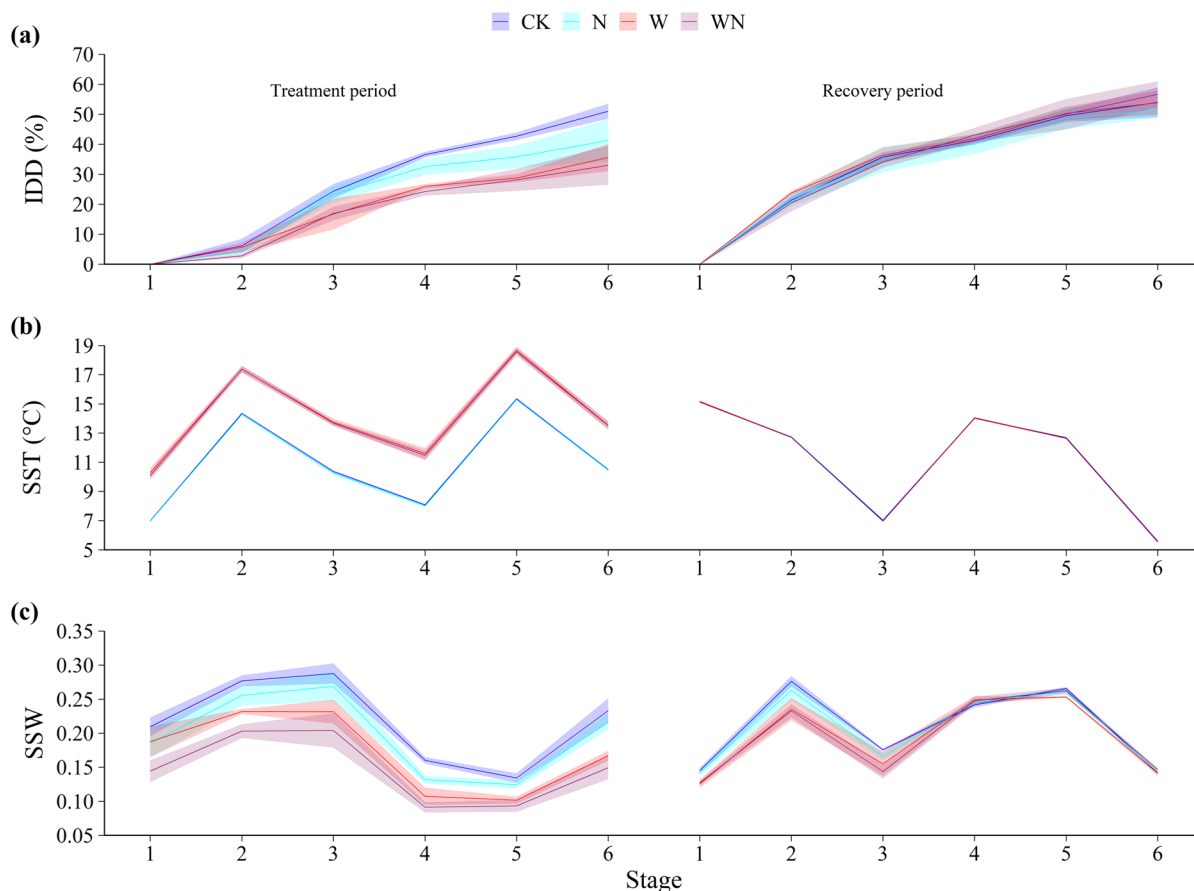 CK N W WN
(a)
70
60
50
40
30
20
10
0
IDD (%)
Treatment period
Recovery period
1 2 3 4 5 6 1 2 3 4 5 6
(b)
19
17
15
13
11
9
7
5
SST (°C)
1 2 3 4 5 6 1 2 3 4 5 6
(c)
0.35
0.30
0.25
0.20
0.15
0.10
0.05
SSW
1 2 3 4 5 6 1 2 3 4 5 6
Stage